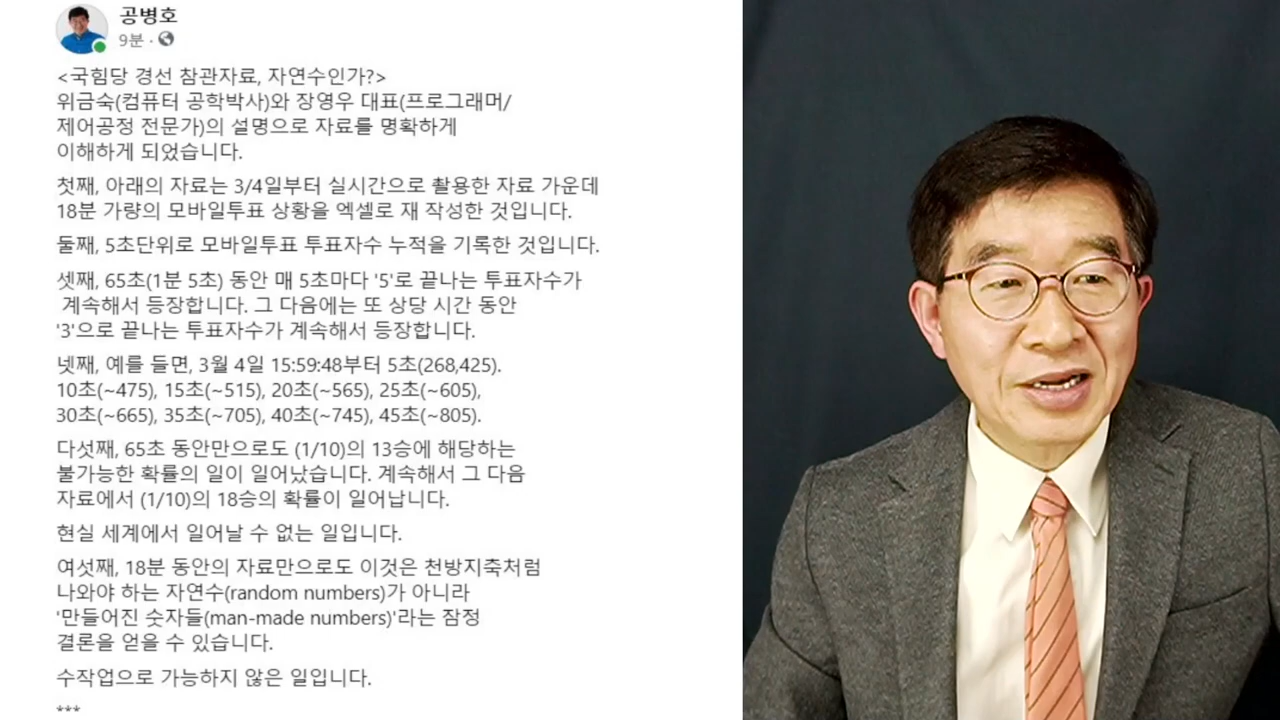 공병호
9분 ·
<국힘당 경선 참관자료, 자연수인가?>
위금숙(컴퓨터 공학박사)와 장영우 대표(프로그래머/
제어공정 전문가)의 설명으로 자료를 명확하게
이해하게 되었습니다.
첫째, 아래의 자료는 3/4일부터 실시간으로 촬용한 자료 가운데
18분 가량의 모바일투표 상황을 엑셀로 재 작성한 것입니다.
둘째, 5초단위로 모바일투표 투표자수 누적을 기록한 것입니다.
셋째, 65초(1분 5초) 동안 매 5초마다 '5'로 끝나는 투표자수가
계속해서 등장합니다. 그 다음에는 또 상당 시간 동안
'3'으로 끝나는 투표자수가 계속해서 등장합니다.
넷째, 예를 들면, 3월 4일 15:59:48부터 5초(268,425).
10초(~475), 15초(~515), 20초(~565), 25초(~605),
30초(~665), 35초(~705), 40초(~745), 45초(~805).
다섯째, 65초 동안만으로도 (1/10)의 13승에 해당하는
불가능한 확률의 일이 일어났습니다. 계속해서 그 다음
자료에서 (1/10)의 18승의 확률이 일어납니다.
현실 세계에서 일어날 수 없는 일입니다.
여섯째, 18분 동안의 자료만으로도 이것은 천방지축처럼
나와야 하는 자연수(random numbers)가 아니라
'만들어진 숫자들(man-made numbers)'라는 잠정
결론을 얻을 수 있습니다.
수작업으로 가능하지 않은 일입니다.
***